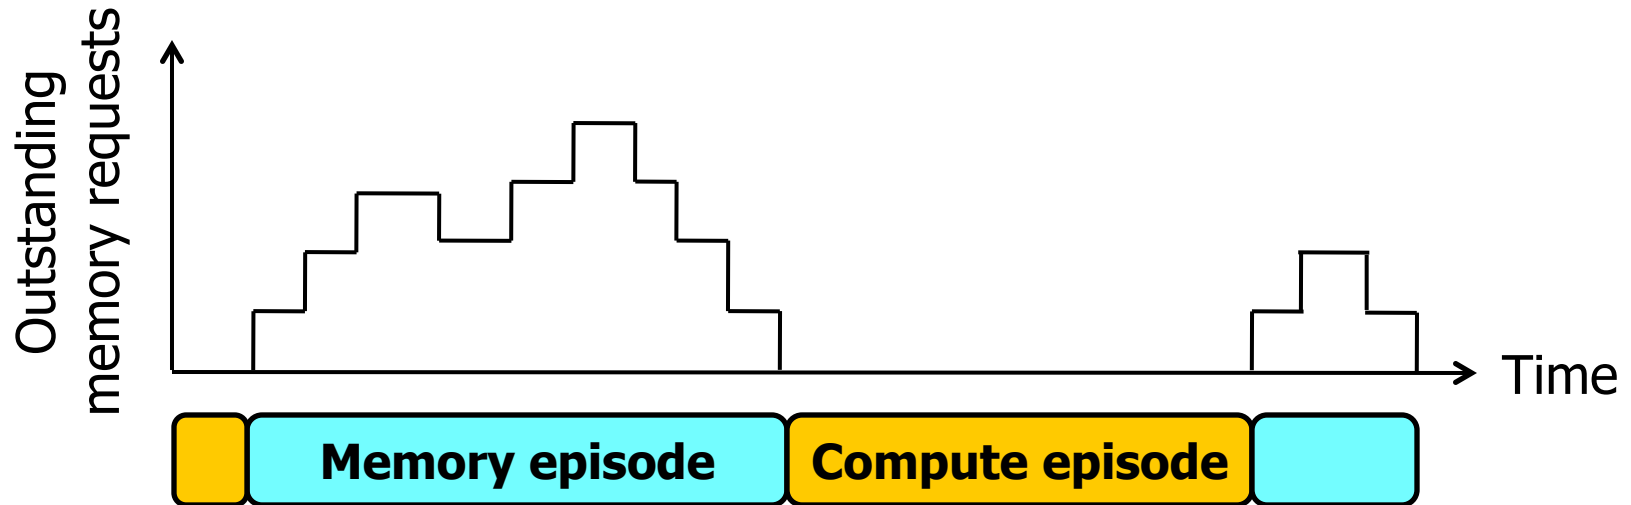 Outstanding
memory requests
Time
Memory episode
Compute episode